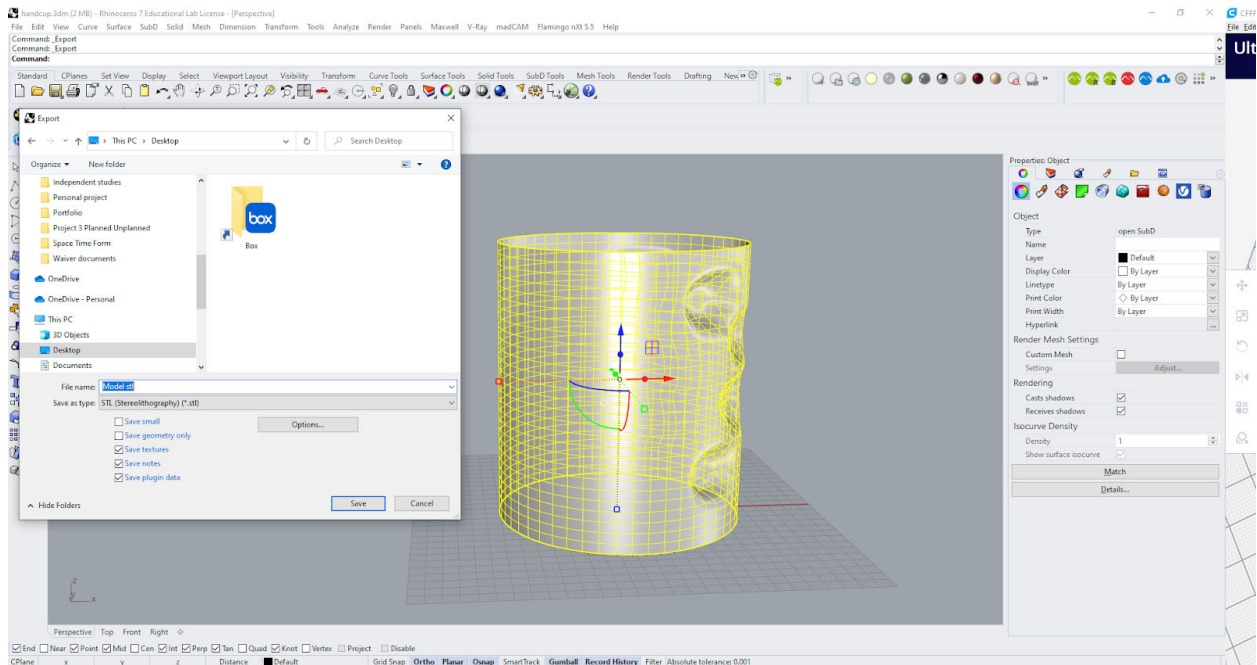 handcup.3dm (2 MB) - Rhinoceros 7 Educational Lab License - [Perspective]
File Edit View Curve Surface SubD Solid Mesh Dimension Transform Tools Analyze Render Panels Maxwell V-Ray madCAM Flamingo nXt 5.5 Help
Command: _Export
Command: _Export
Command:
Standard CPlanes Set View Display Select Viewport Layout Visibility Transform Curve Tools Surface Tools Solid Tools SubD Tools Mesh Tools Render Tools Drafting New »
Export
This PC > Desktop
Search Desktop
Organize
New folder
Independent studies
Personal project
Portfolio
Project 3 Planned Unplanned
Space Time Form
Waiver documents
OneDrive
OneDrive - Personal
This PC
3D Objects
Desktop
Documents
box
Box
File name: Model stl
Save as type: STL (Stereolithography) (*.stl)
Save small
Save geometry only
Save textures
Save notes
Save plugin data
Options...
Hide Folders
Save
Cancel
Properties: Object
Object
Type open SubD
Name
Layer Default
Display Color By Layer
Linetype By Layer
Print Color By Layer
Print Width By Layer
Hyperlink ...
Render Mesh Settings
Custom Mesh
Settings Adjust...
Rendering
Casts shadows
Receives shadows
Isocurve Density
Density 1
Show surface isocurve
Match
Details...
File Edit
Ult
z
x
Perspective Top Front Right
End Near Point Mid Cen Int Perp Tan Quad Knot Vertex Project Disable
CPlane x y z Distance Default Grid Snap Ortho Planar Osnap SmartTrack Gumball Record History Filter Absolute tolerance: 0.001